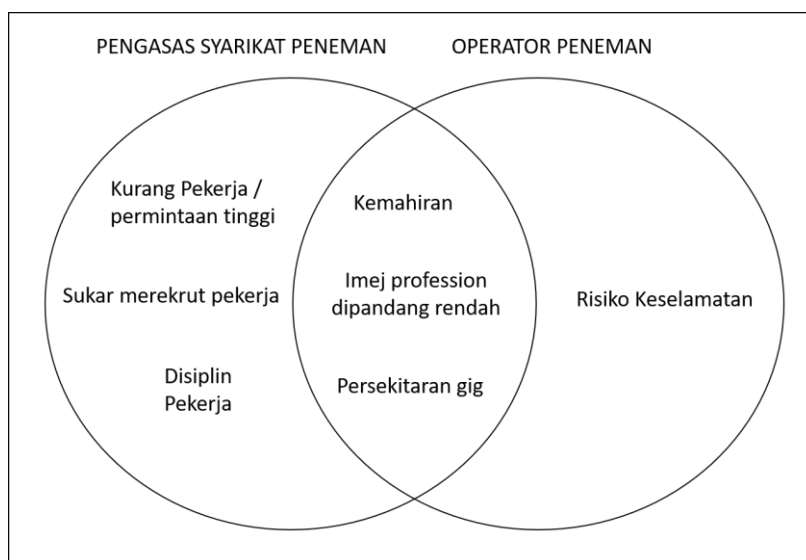 PENGASAS SYARIKAT PENEMAN
OPERATOR PENEMAN
Kurang Pekerja /
permintaan tinggi
Sukar merekrut pekerja
Disiplin
Pekerja
Kemahiran
Imej profession
dipandang rendah
Persekitaran gig
Risiko Keselamatan